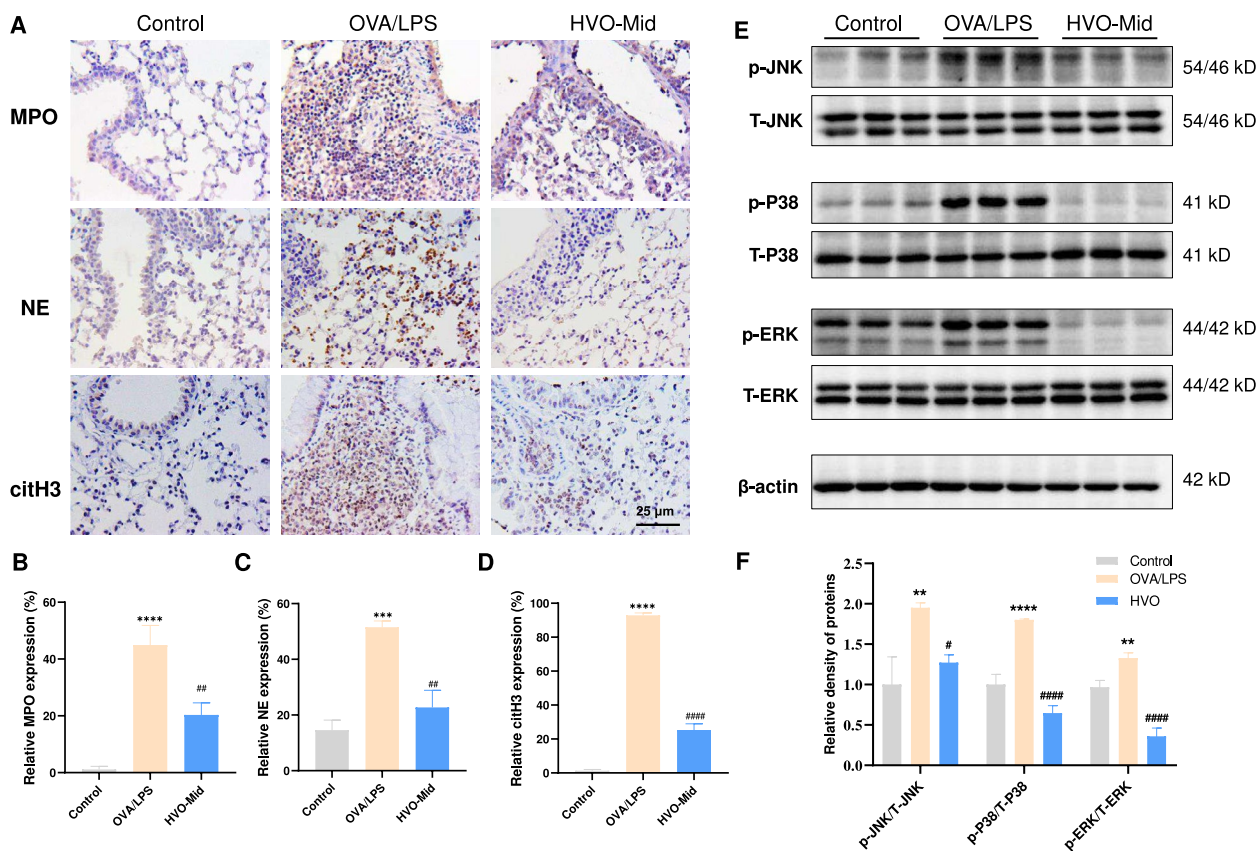 A
Control
OVA/LPS
HVO-Mid
MPO
NE
citH3
25 μm
B
Relative MPO expression (%)
60
40
20
0
****
##
Control
OVA/LPS
HVO-Mid
C
Relative NE expression (%)
60
40
20
0
***
##
Control
OVA/LPS
HVO-Mid
D
Relative citH3 expression (%)
100
80
60
40
20
0
****
####
Control
OVA/LPS
HVO-Mid
E
Control
OVA/LPS
HVO-Mid
p-JNK
54/46 kD
T-JNK
54/46 kD
p-P38
41 kD
T-P38
41 kD
p-ERK
44/42 kD
T-ERK
44/42 kD
β-actin
42 kD
F
Relative density of proteins
2.5
2.0
1.5
1.0
0.5
0.0
Control
OVA/LPS
HVO
**
#
****
####
**
####
p-JNK/T-JNK
p-P38/T-P38
p-ERK/T-ERK